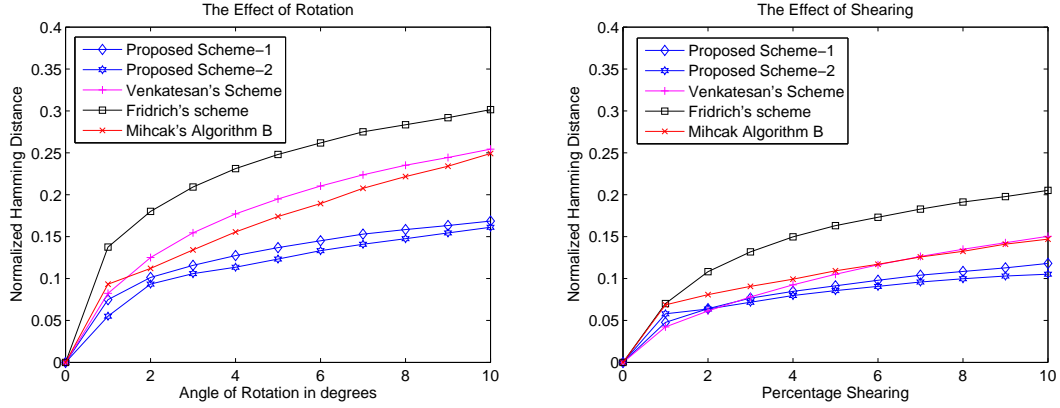 The Effect of Rotation
0.4
0.35
0.3
0.25
0.2
0.15
0.1
0.05
0
Normalized Hamming Distance
Proposed Scheme−1
Proposed Scheme−2
Venkatesan's Scheme
Fridrich's scheme
Mihcak's Algorithm B
0 2 4 6 8 10
Angle of Rotation in degrees
The Effect of Shearing
0.4
0.35
0.3
0.25
0.2
0.15
0.1
0.05
0
Normalized Hamming Distance
Proposed Scheme−1
Proposed Scheme−2
Venkatesan's Scheme
Fridrich's scheme
Mihcak Algorithm B
0 2 4 6 8 10
Percentage Shearing